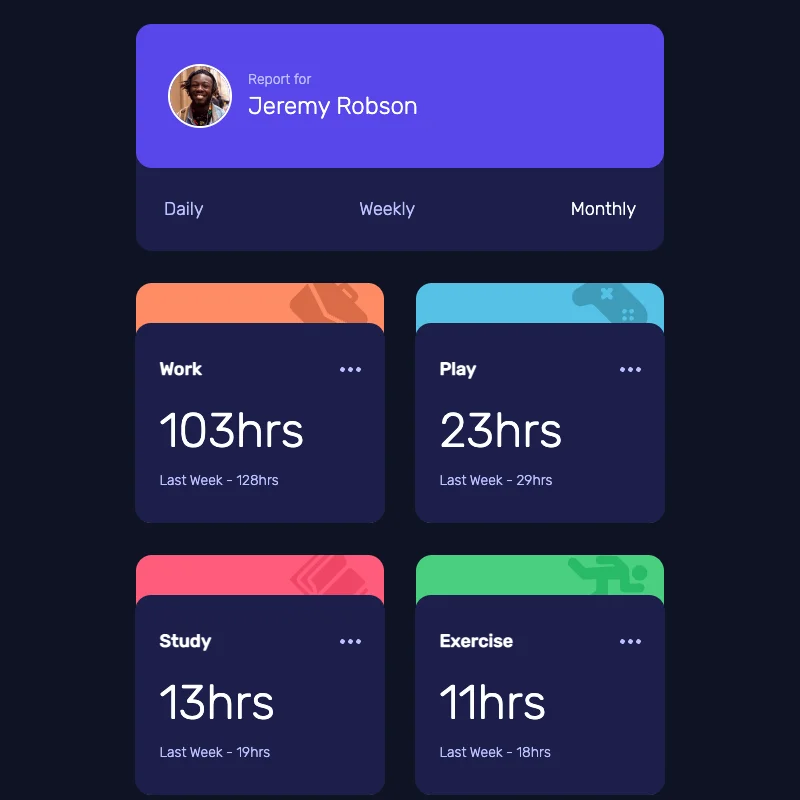 Report for
Jeremy Robson
Daily Weekly Monthly
Work
103hrs
Last Week - 128hrs
Play
23hrs
Last Week - 29hrs
Study
13hrs
Last Week - 19hrs
Exercise
11hrs
Last Week - 18hrs